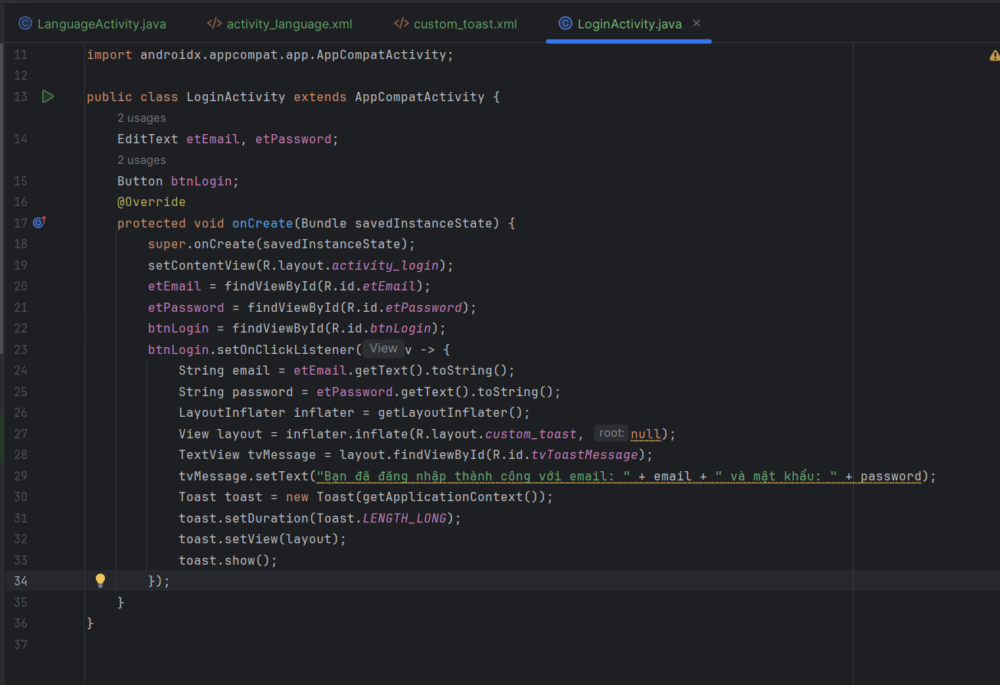 LanguageActivity.java activity_language.xml custom_toast.xml LoginActivity.java
11 import androidx.appcompat.app.AppCompatActivity;
12
13 public class LoginActivity extends AppCompatActivity {
2 usages
14 EditText etEmail, etPassword;
2 usages
15 Button btnLogin;
16 @Override
17 protected void onCreate(Bundle savedInstanceState) {
18 super.onCreate(savedInstanceState);
19 setContentView(R.layout.activity_login);
20 etEmail = findViewById(R.id.etEmail);
21 etPassword = findViewById(R.id.etPassword);
22 btnLogin = findViewById(R.id.btnLogin);
23 btnLogin.setOnClickListener( View v -> {
24 String email = etEmail.getText().toString();
25 String password = etPassword.getText().toString();
26 LayoutInflater inflater = getLayoutInflater();
27 View layout = inflater.inflate(R.layout.custom_toast, root: null);
28 TextView tvMessage = layout.findViewById(R.id.tvToastMessage);
29 tvMessage.setText("Bạn đã đăng nhập thành công với email: " + email + " và mật khẩu: " + password);
30 Toast toast = new Toast(getApplicationContext());
31 toast.setDuration(Toast.LENGTH_LONG);
32 toast.setView(layout);
33 toast.show();
34 });
35 }
36 }
37